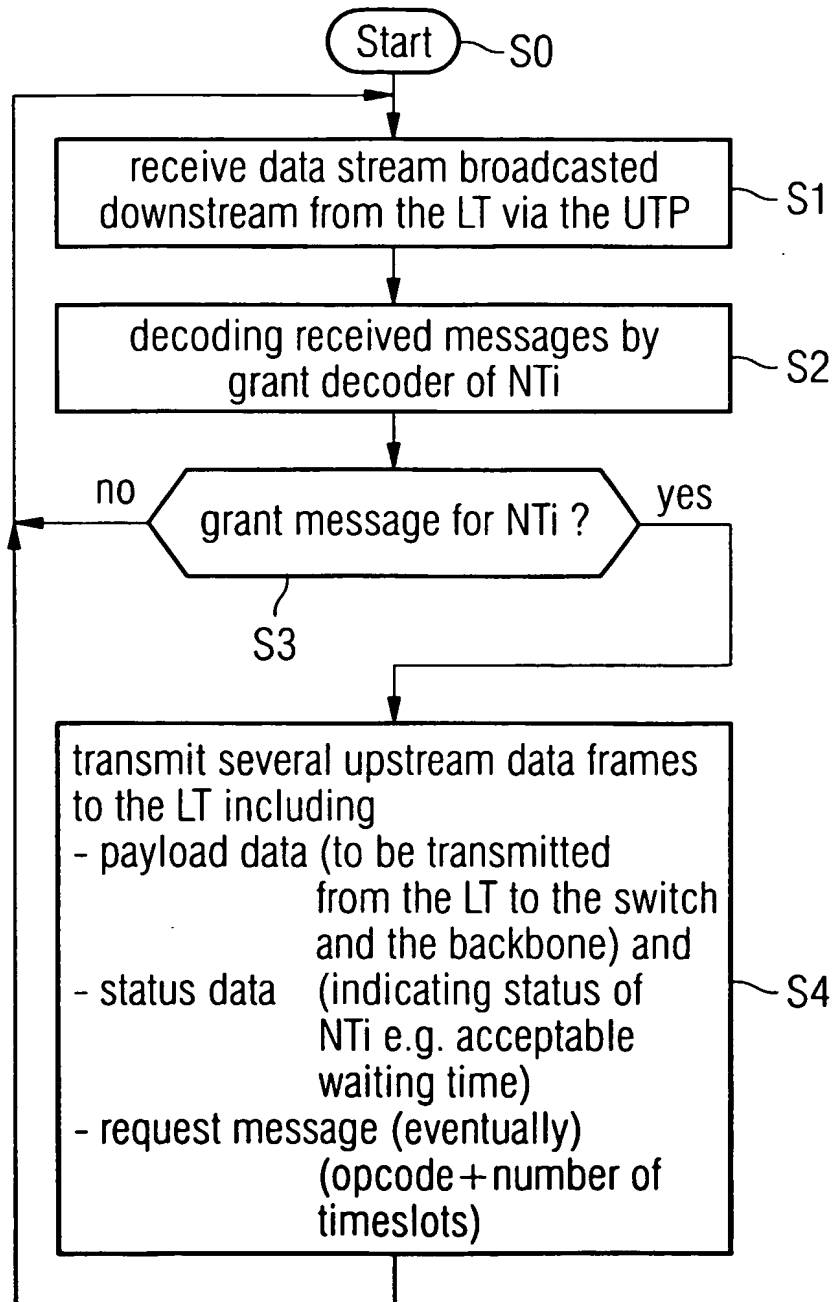 Start
S0
receive data stream broadcasted
downstream from the LT via the UTP
S1
decoding received messages by
grant decoder of NTi
S2
no
grant message for NTi ?
yes
S3
transmit several upstream data frames
to the LT including
- payload data (to be transmitted
from the LT to the switch
and the backbone) and
- status data (indicating status of
NTi e.g. acceptable
waiting time)
- request message (eventually)
(opcode+number of
timeslots)
S4